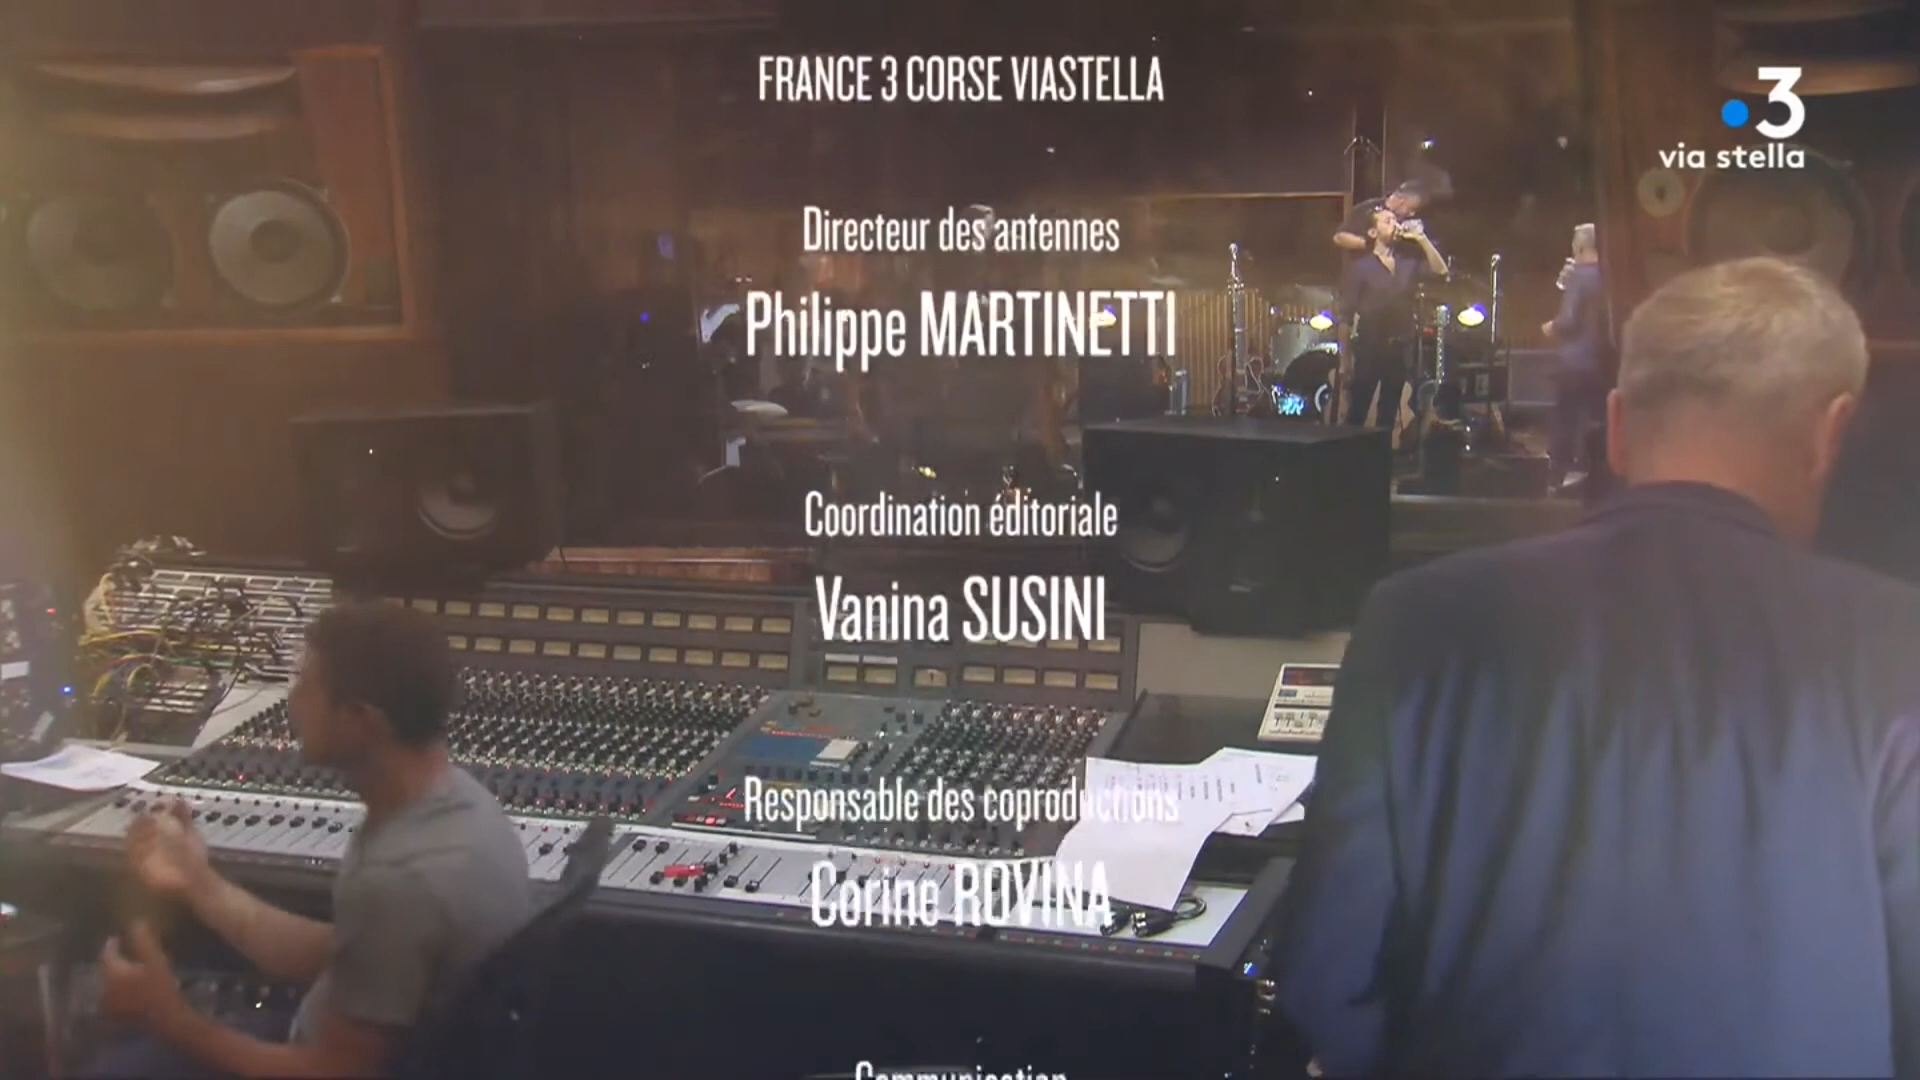 FRANCE 3 CORSE VIASTELLA
3
via stella
Directeur des antennes
Philippe MARTINETTI
Coordination éditoriale
Vanina SUSINI
Responsable des coproductions
Corine ROVINA
Communication